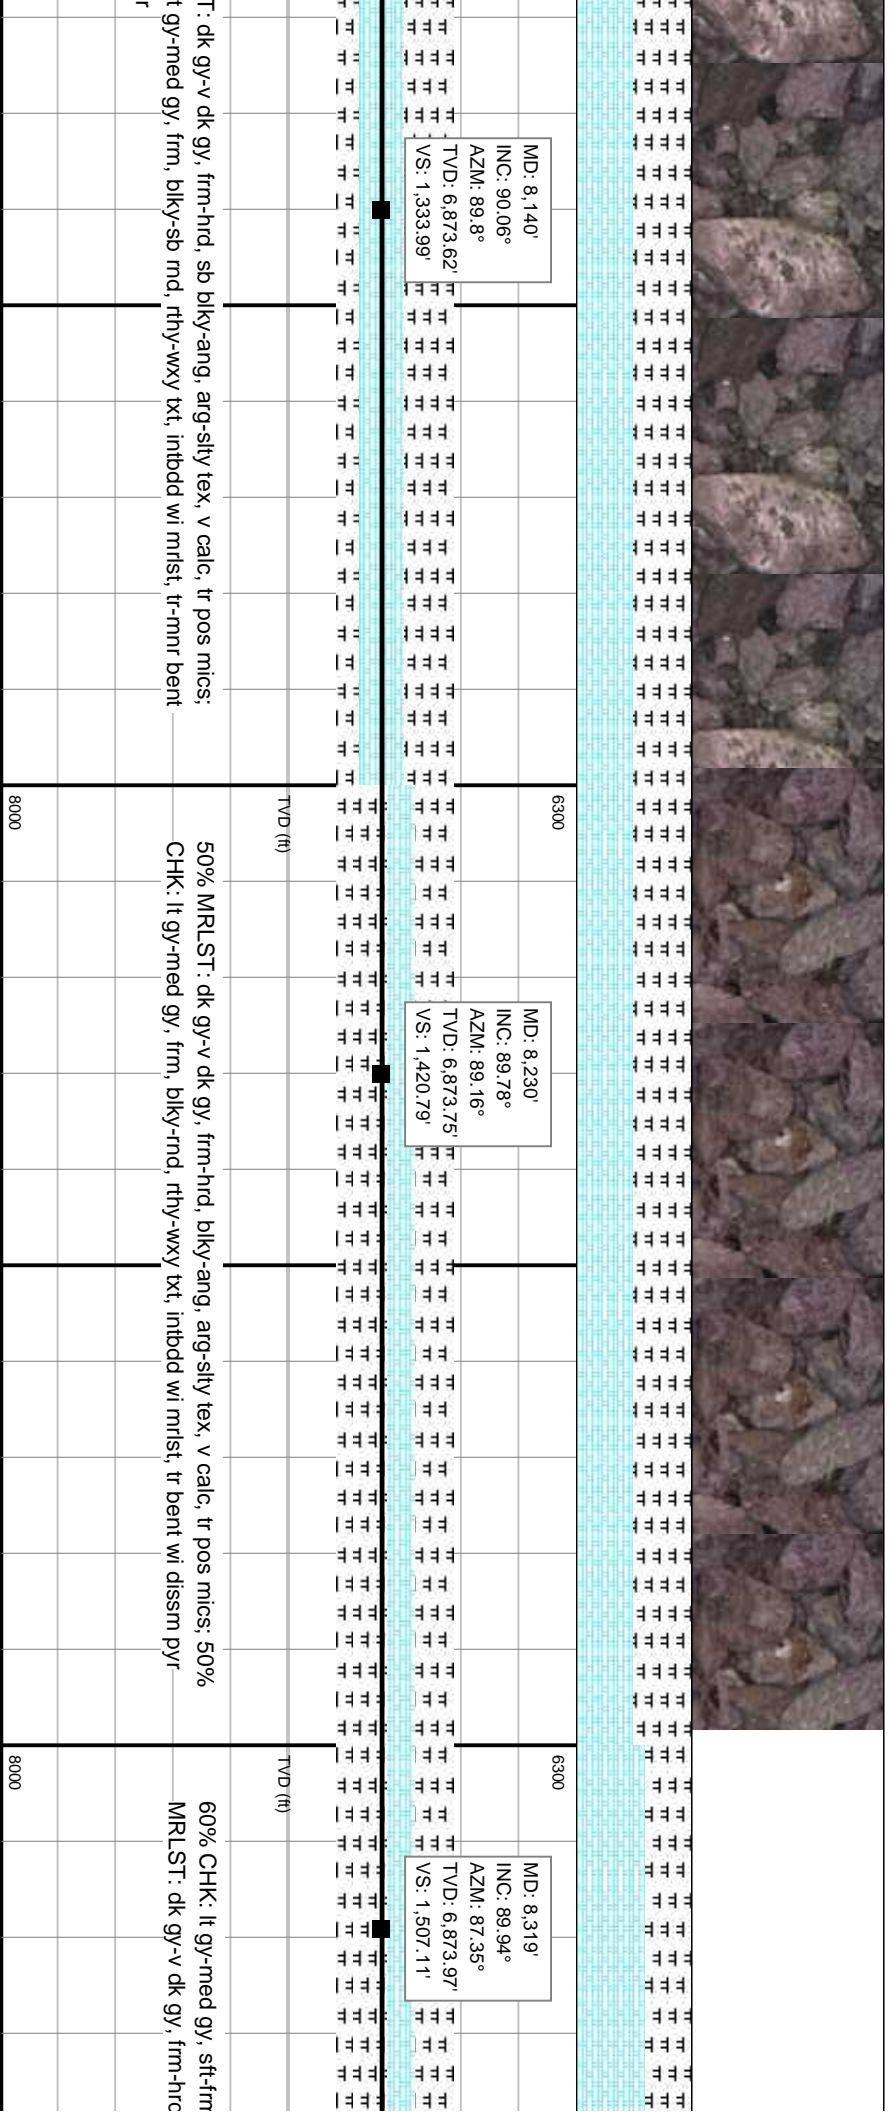 T: dk gy-v dk gy, frm-hrd, sb blky-ang, arg-slty tex, v calc, tr pos mics;
t gy-med gy, frm, blky-sb rnd, rthy-wxy txt, intbdd wi mrlst, tr-mnr bent
r
MD: 8,140'
INC: 90.06°
AZM: 89.8°
TVD: 6,873.62'
VS: 1,333.99'
6300
TVD (ft)
8000
50% MRLST: dk gy-v dk gy, frm-hrd, blky-ang, arg-slty tex, v calc, tr pos mics; 50%
CHK: lt gy-med gy, frm, blky-rnd, rthy-wxy txt, intbdd wi mrlst, tr bent wi dissm pyr
MD: 8,230'
INC: 89.78°
AZM: 89.16°
TVD: 6,873.75'
VS: 1,420.79'
6300
TVD (ft)
8000
60% CHK: lt gy-med gy, sft-frm
MRLST: dk gy-v dk gy, frm-hrd
MD: 8,319'
INC: 89.94°
AZM: 87.35°
TVD: 6,873.97'
VS: 1,507.11'